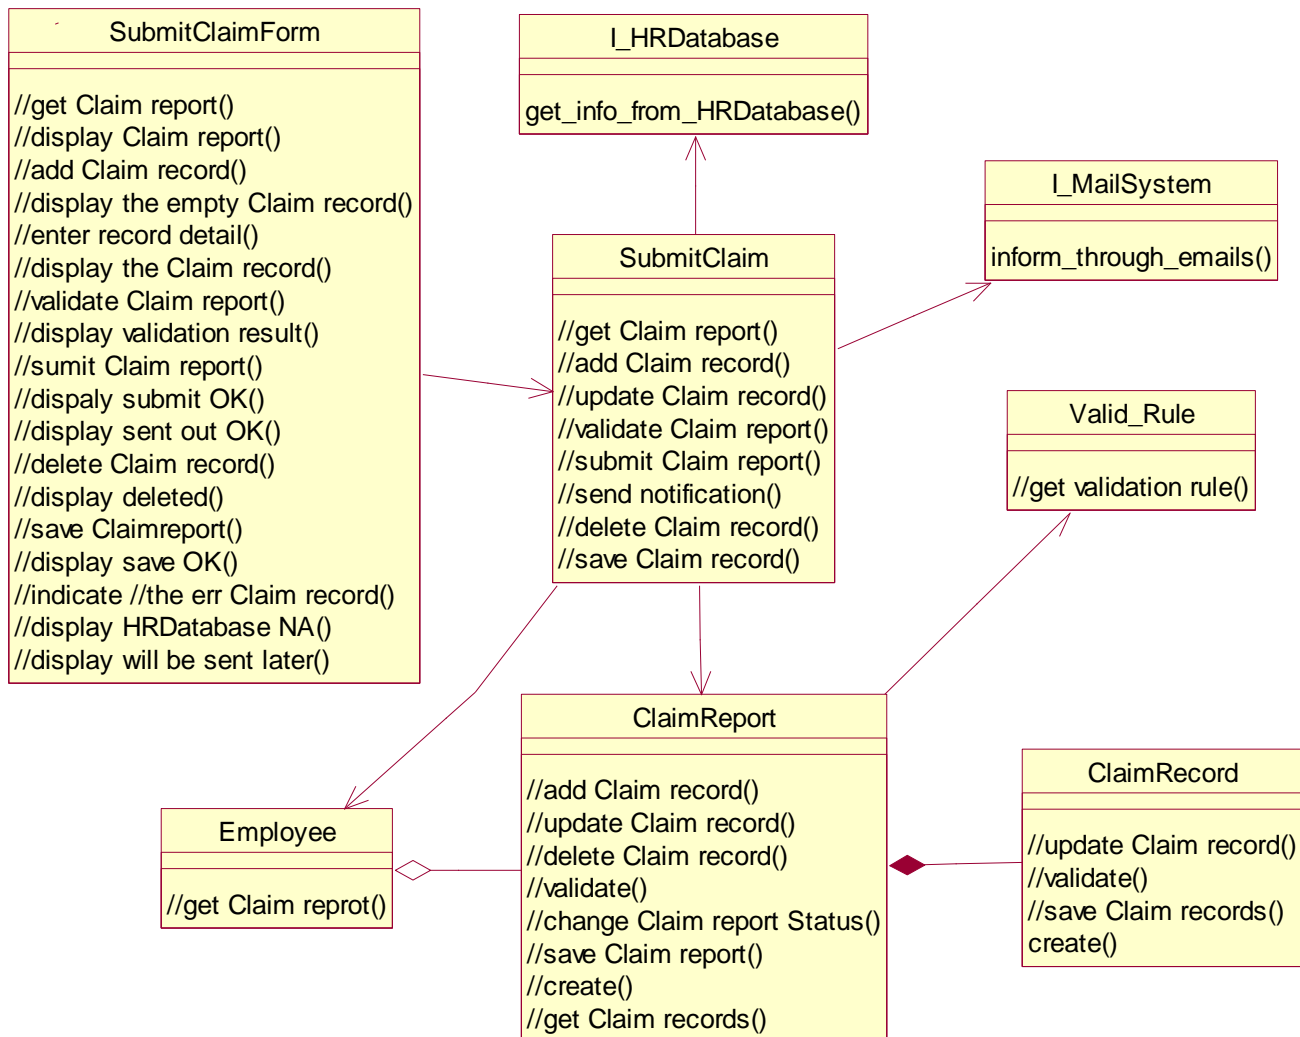 SubmitClaimForm
//get Claim report()
//display Claim report()
//add Claim record()
//display the empty Claim record()
//enter record detail()
//display the Claim record()
//validate Claim report()
//display validation result()
//sumit Claim report()
//dispaly submit OK()
//display sent out OK()
//delete Claim record()
//display deleted()
//save Claimreport()
//display save OK()
//indicate //the err Claim record()
//display HRDatabase NA()
//display will be sent later()
I_HRDatabase
get_info_from_HRDatabase()
I_MailSystem
inform_through_emails()
SubmitClaim
//get Claim report()
//add Claim record()
//update Claim record()
//validate Claim report()
//submit Claim report()
//send notification()
//delete Claim record()
//save Claim record()
Valid_Rule
//get validation rule()
Employee
//get Claim reprot()
ClaimReport
//add Claim record()
//update Claim record()
//delete Claim record()
//validate()
//change Claim report Status()
//save Claim report()
//create()
//get Claim records()
ClaimRecord
//update Claim record()
//validate()
//save Claim records()
create()